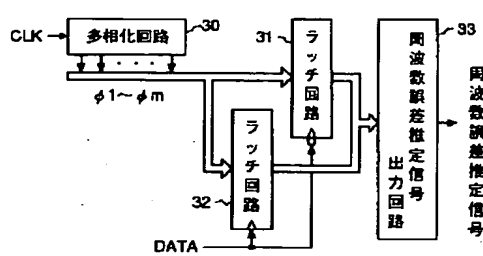 CLK
多相化回路
30
φ1～φm
31
ラッチ回路
ラッチ回路
32
DATA
33
周波数誤差推定信号
出力回路
周波数誤差推定信号